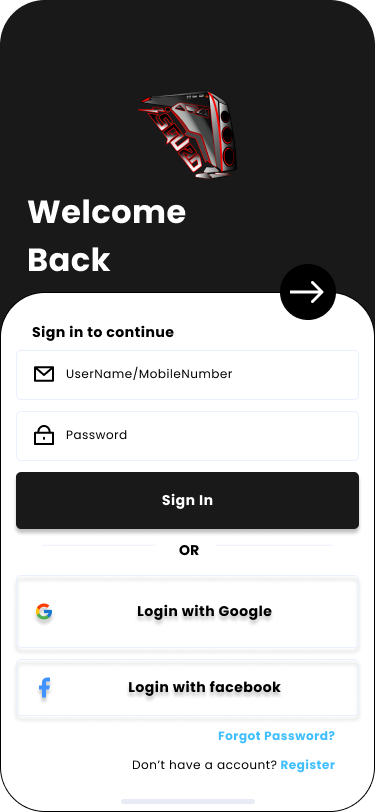 Welcome
Back
Sign in to continue
UserName/MobileNumber
Password
Sign In
OR
Login with Google
Login with facebook
Forgot Password?
Don't have a account? Register